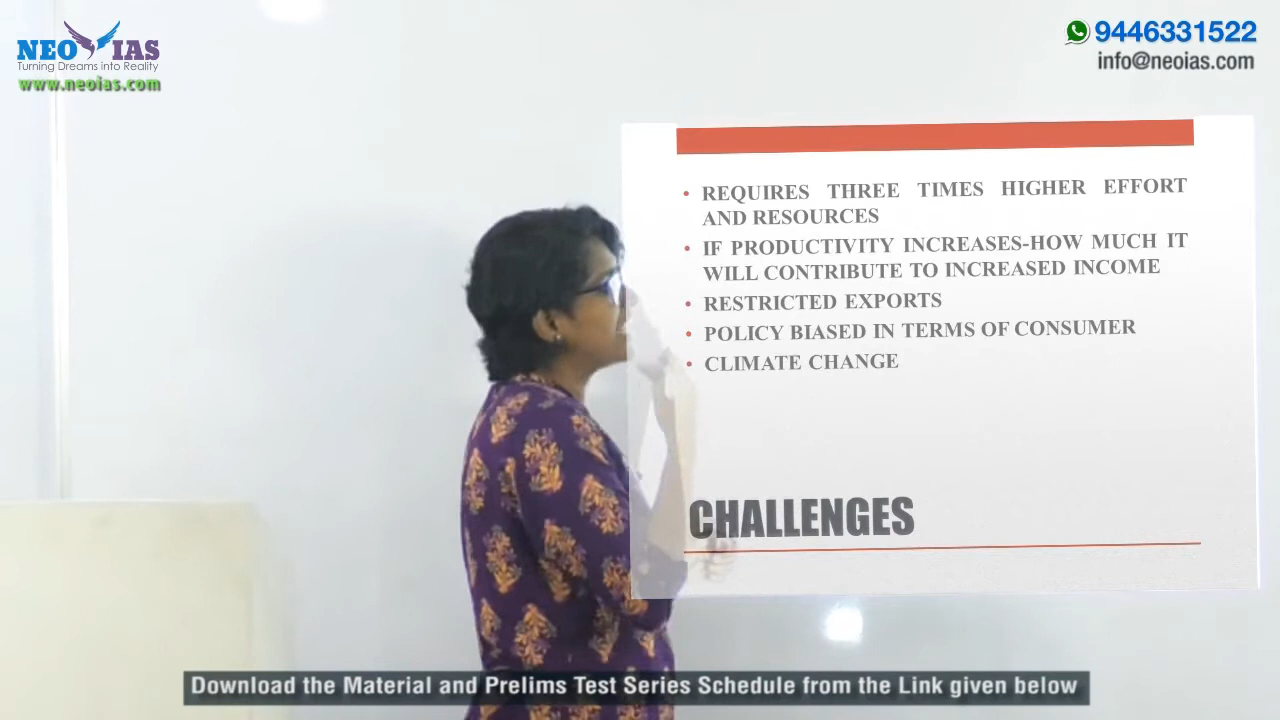 NEO IAS
Turning Dreams into Reality
www.neoias.com
9446331522
info@neoias.com
• REQUIRES THREE TIMES HIGHER EFFORT
AND RESOURCES
• IF PRODUCTIVITY INCREASES-HOW MUCH IT
WILL CONTRIBUTE TO INCREASED INCOME
• RESTRICTED EXPORTS
• POLICY BIASED IN TERMS OF CONSUMER
• CLIMATE CHANGE
CHALLENGES
Download the Material and Prelims Test Series Schedule from the Link given below